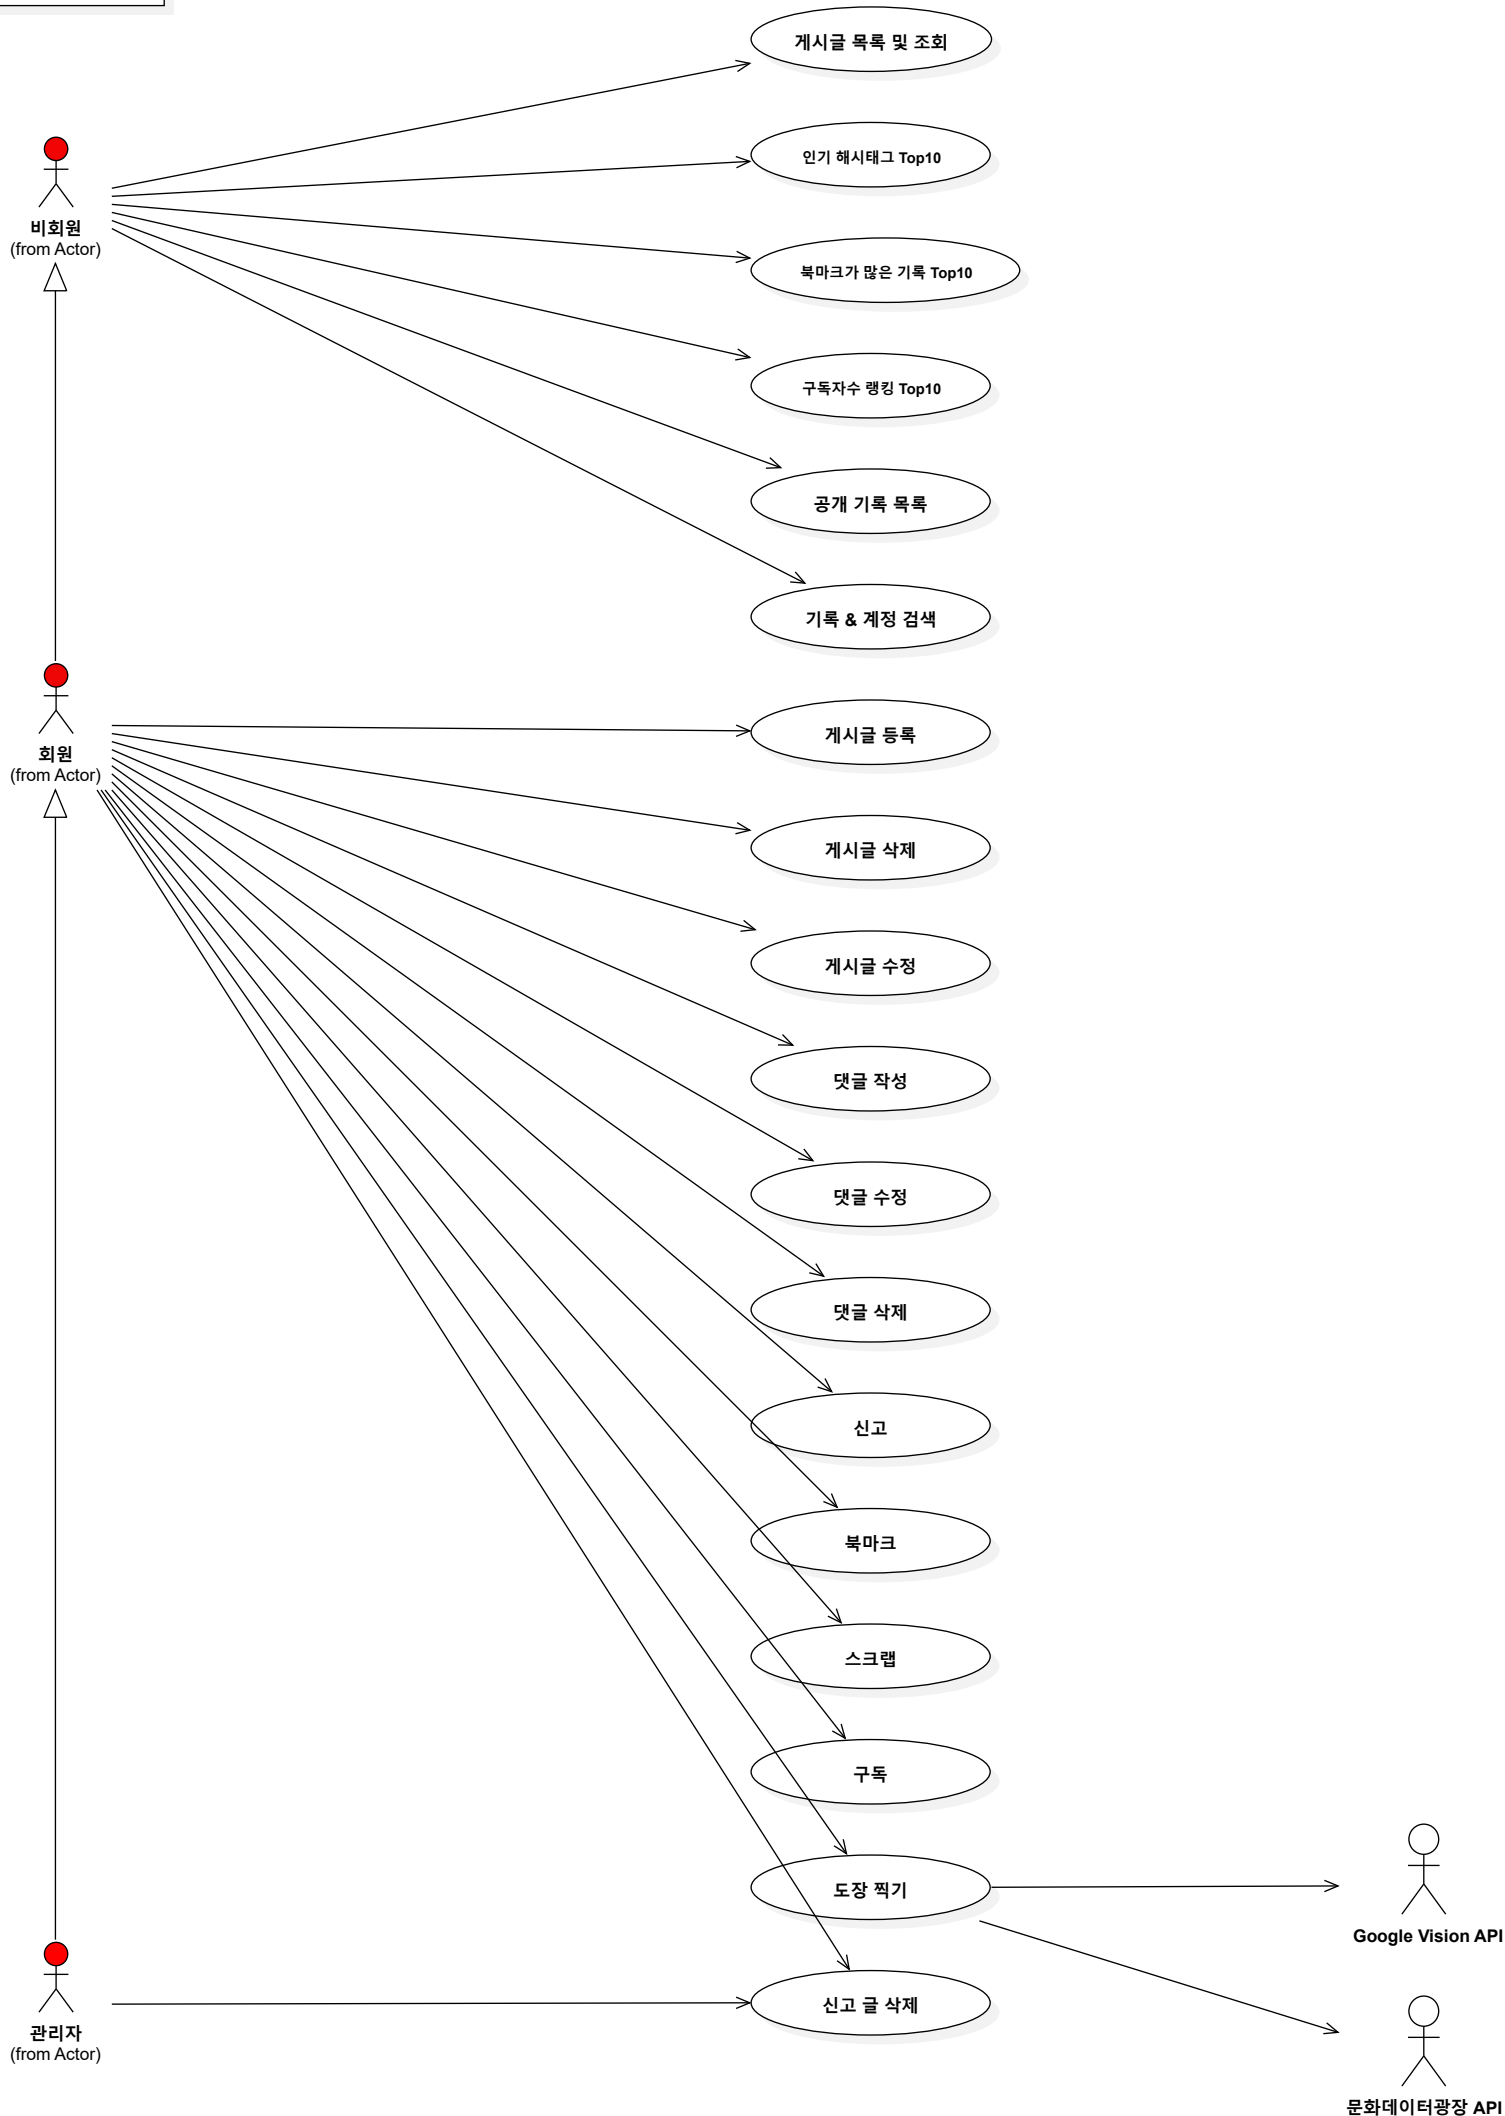 게시글 목록 및 조회
인기 해시태그 Top10
비회원
(from Actor)
북마크가 많은 기록 Top10
구독자수 랭킹 Top10
공개 기록 목록
기록 & 계정 검색
게시글 등록
회원
(from Actor)
게시글 삭제
게시글 수정
댓글 작성
댓글 수정
댓글 삭제
신고
북마크
스크랩
구독
도장 찍기
Google Vision API
신고 글 삭제
관리자
(from Actor)
문화데이터광장 API